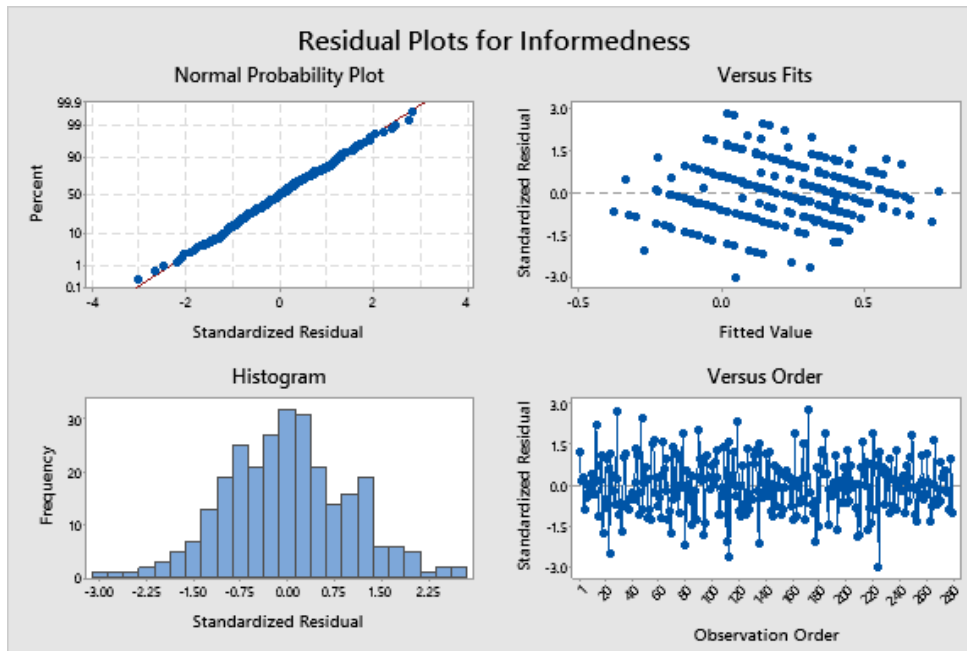 Residual Plots for Informedness
Normal Probability Plot
99.9
99
90
50
10
1
0.1
Percent
-4 -2 0 2 4
Standardized Residual
Versus Fits
3.0
1.5
0.0
-1.5
-3.0
Standardized Residual
-0.5 0.0 0.5
Fitted Value
Histogram
30
20
10
0
Frequency
-3.00 -2.25 -1.50 -0.75 0.00 0.75 1.50 2.25
Standardized Residual
Versus Order
3.0
1.5
0.0
-1.5
-3.0
Standardized Residual
1 20 40 60 80 100 120 140 160 180 200 220 240 260 280
Observation Order